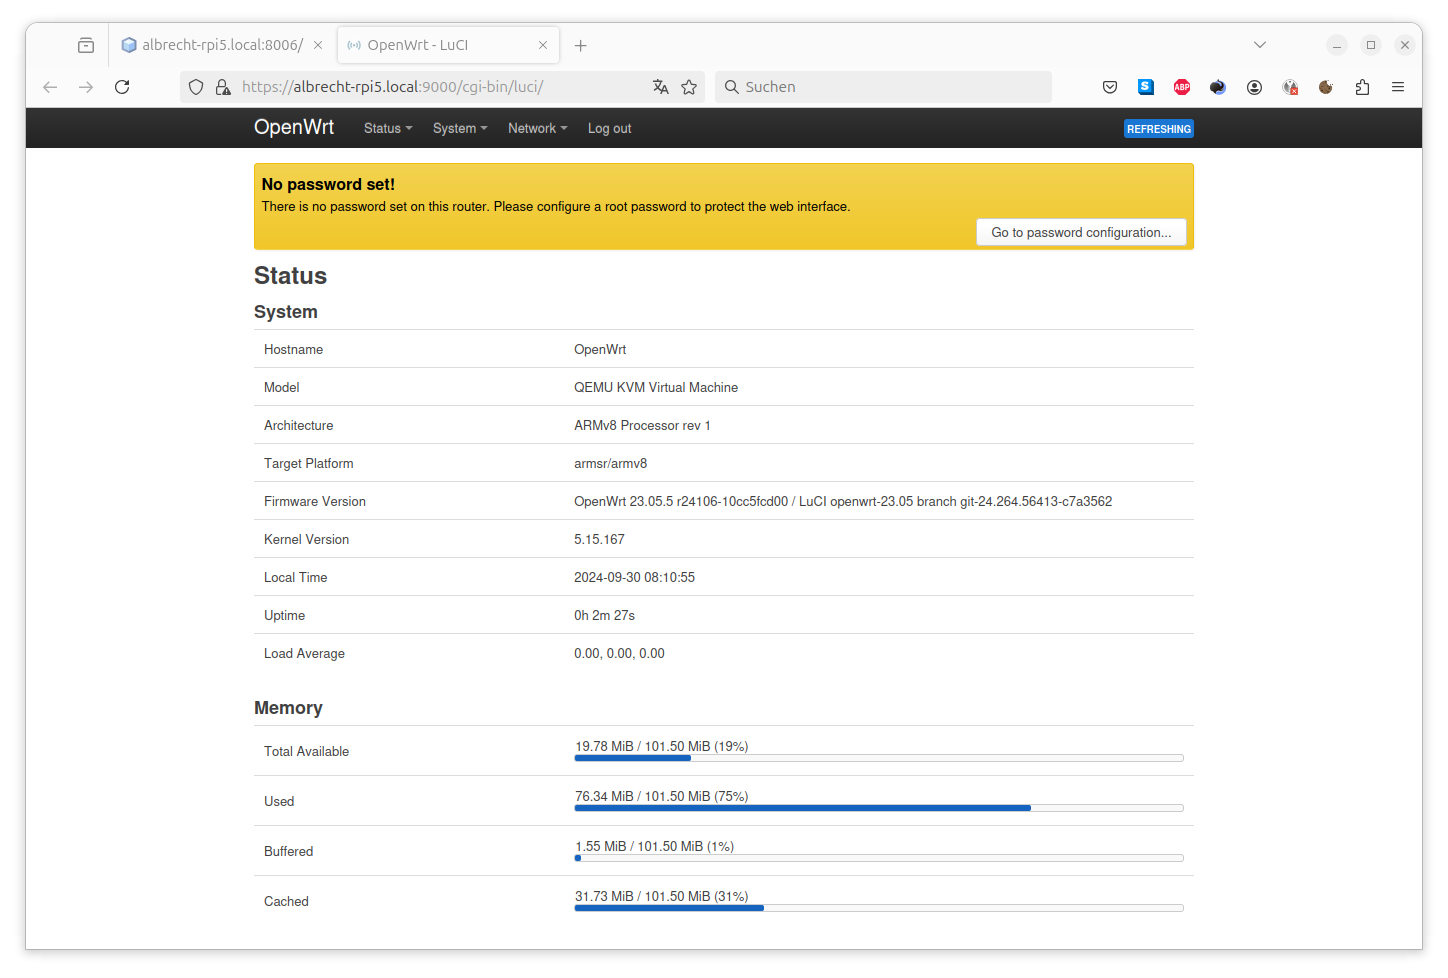 albrecht-rpi5.local:8006/
OpenWrt - LuCI
https://albrecht-rpi5.local:9000/cgi-bin/luci/
Suchen
S
ABP
OpenWrt
Status
System
Network
Log out
REFRESHING
No password set!
There is no password set on this router. Please configure a root password to protect the web interface.
Go to password configuration...
Status
System
Hostname OpenWrt
Model QEMU KVM Virtual Machine
Architecture ARMv8 Processor rev 1
Target Platform armsr/armv8
Firmware Version OpenWrt 23.05.5 r24106-10cc5fcd00 / LuCI openwrt-23.05 branch git-24.264.56413-c7a3562
Kernel Version 5.15.167
Local Time 2024-09-30 08:10:55
Uptime 0h 2m 27s
Load Average 0.00, 0.00, 0.00
Memory
Total Available 19.78 MiB / 101.50 MiB (19%)
Used 76.34 MiB / 101.50 MiB (75%)
Buffered 1.55 MiB / 101.50 MiB (1%)
Cached 31.73 MiB / 101.50 MiB (31%)